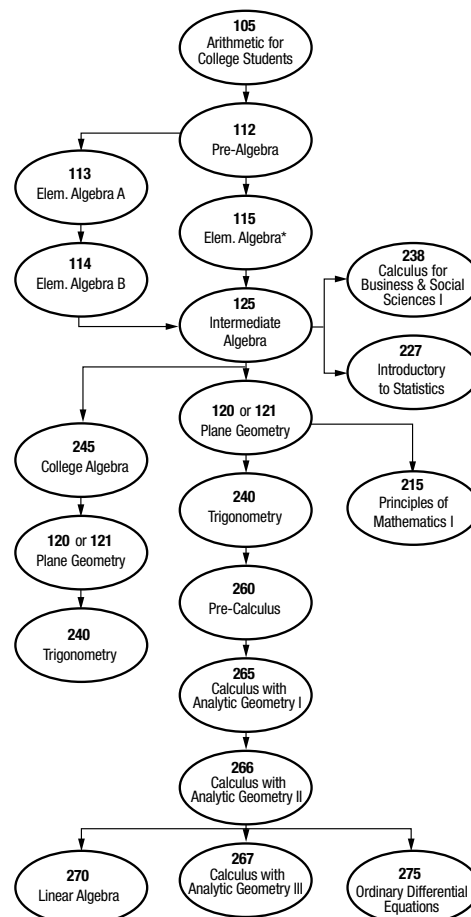 105
Arithmetic for
College Students
112
Pre-Algebra
113
Elem. Algebra A
115
Elem. Algebra*
114
Elem. Algebra B
238
Calculus for
Business & Social
Sciences I
125
Intermediate
Algebra
227
Introductory
to Statistics
120 or 121
Plane Geometry
245
College Algebra
215
Principles of
Mathematics I
240
Trigonometry
120 or 121
Plane Geometry
260
Pre-Calculus
240
Trigonometry
265
Calculus with
Analytic Geometry I
266
Calculus with
Analytic Geometry II
270
Linear Algebra
267
Calculus with
Analytic Geometry III
275
Ordinary Differential
Equations